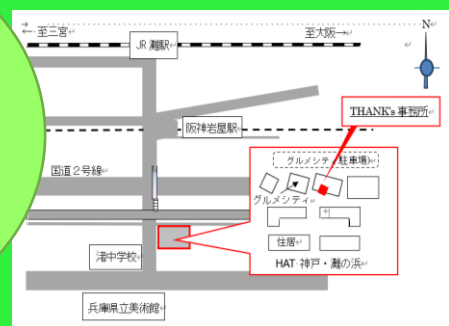 ←至三宮
至大阪→
N
JR 灘駅
THANK's 事務所
阪神岩屋駅
グルメシティ駐車場)
国道2号線
グルメシティ
住居
渚中学校
HAT 神戸・灘の浜
兵庫県立美術館